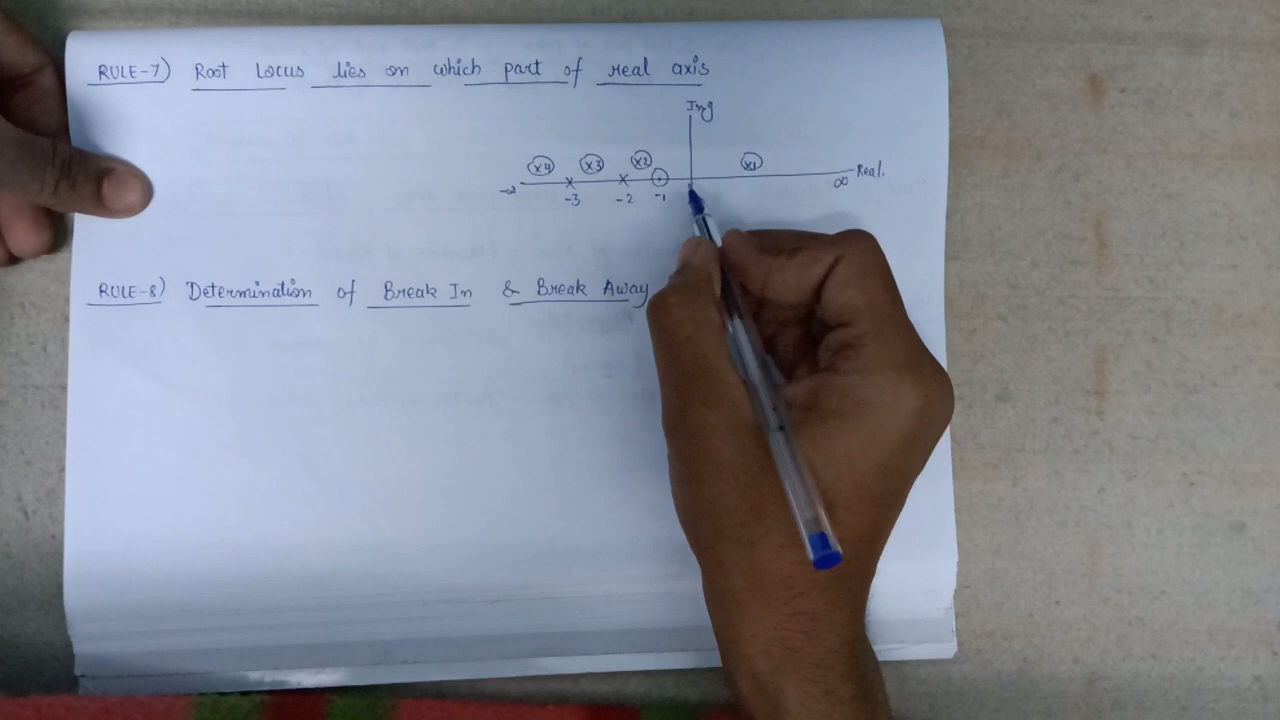 RULE-7) Root Locus lies on which part of real axis
Img
x4 x3 x2 x1
-∞ -3 -2 -1 ∞ Real.
RULE-8) Determination of Break In & Break Away